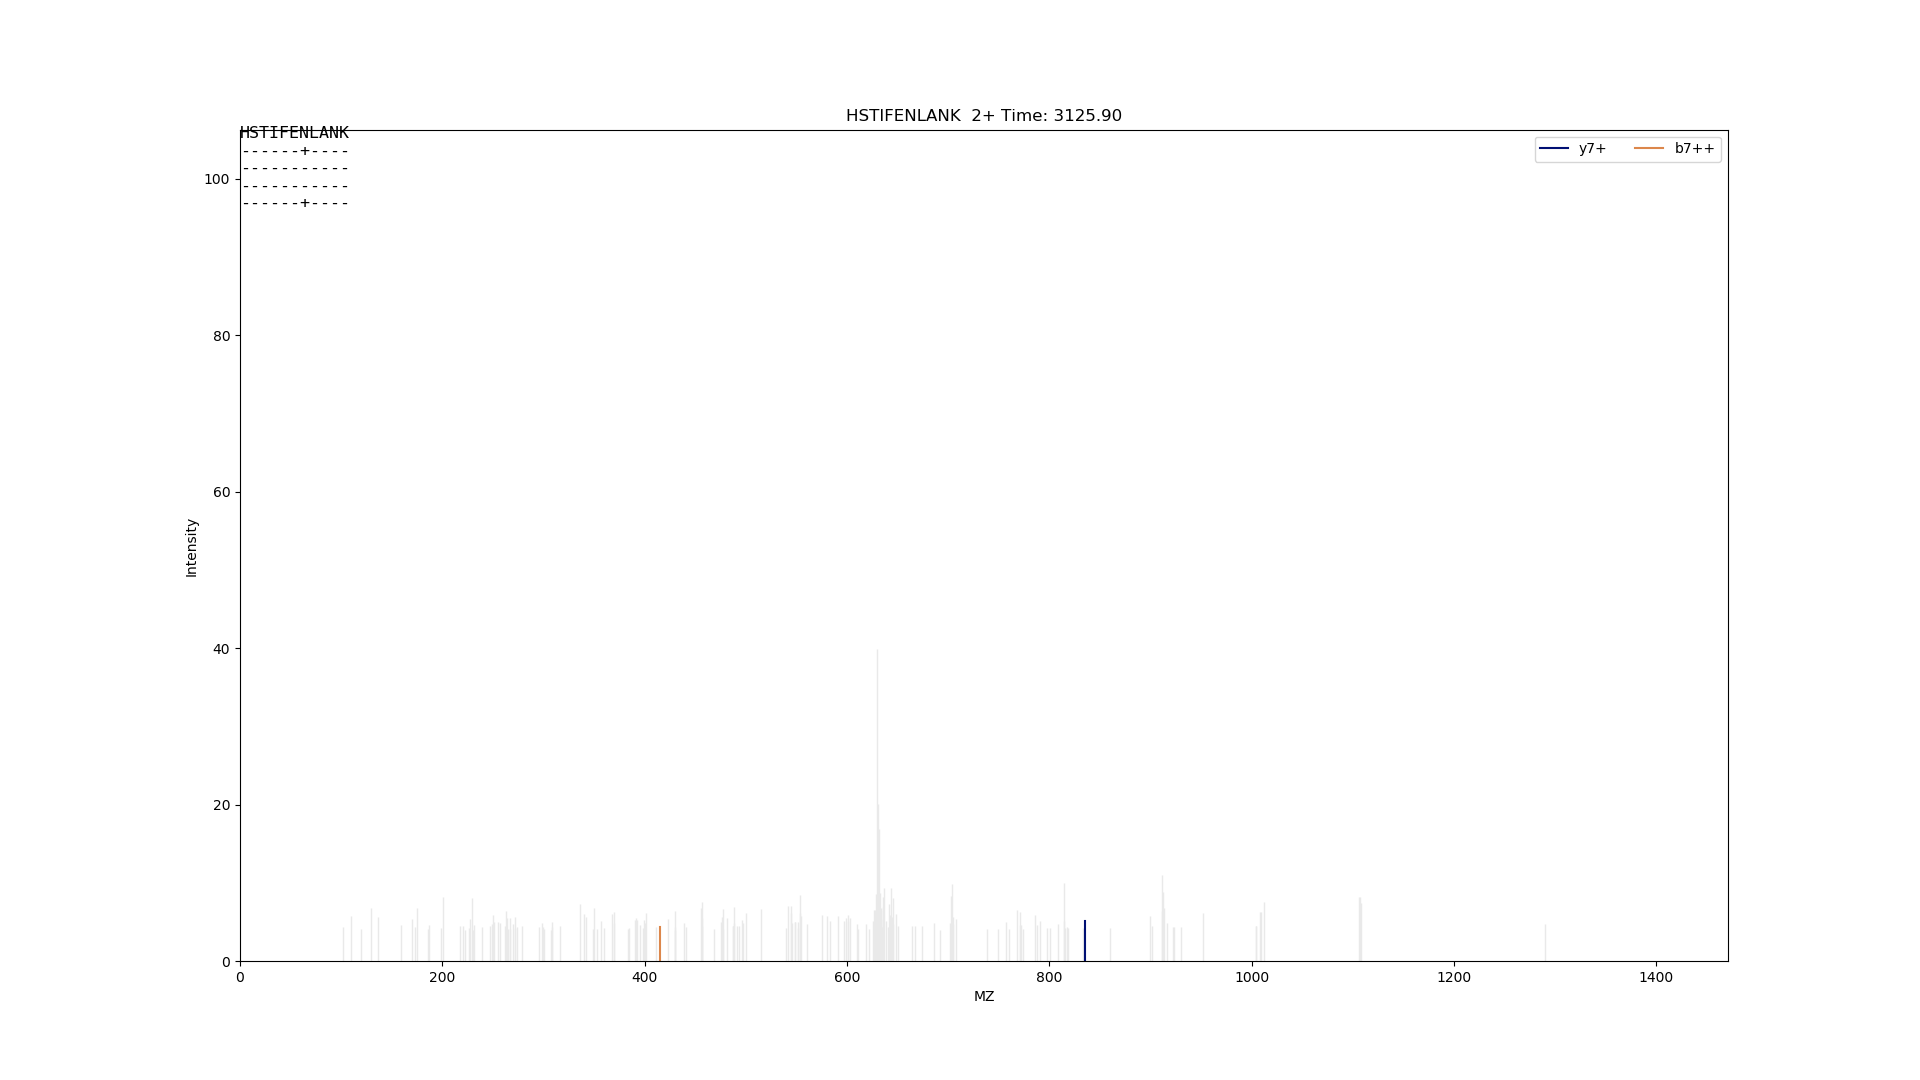 HSTIFENLANK  2+ Time: 3125.90
HSTIFENLANK
------+----
-----------
-----------
------+----
y7+ b7++
100
80
60
40
20
0
Intensity
0 200 400 600 800 1000 1200 1400
MZ